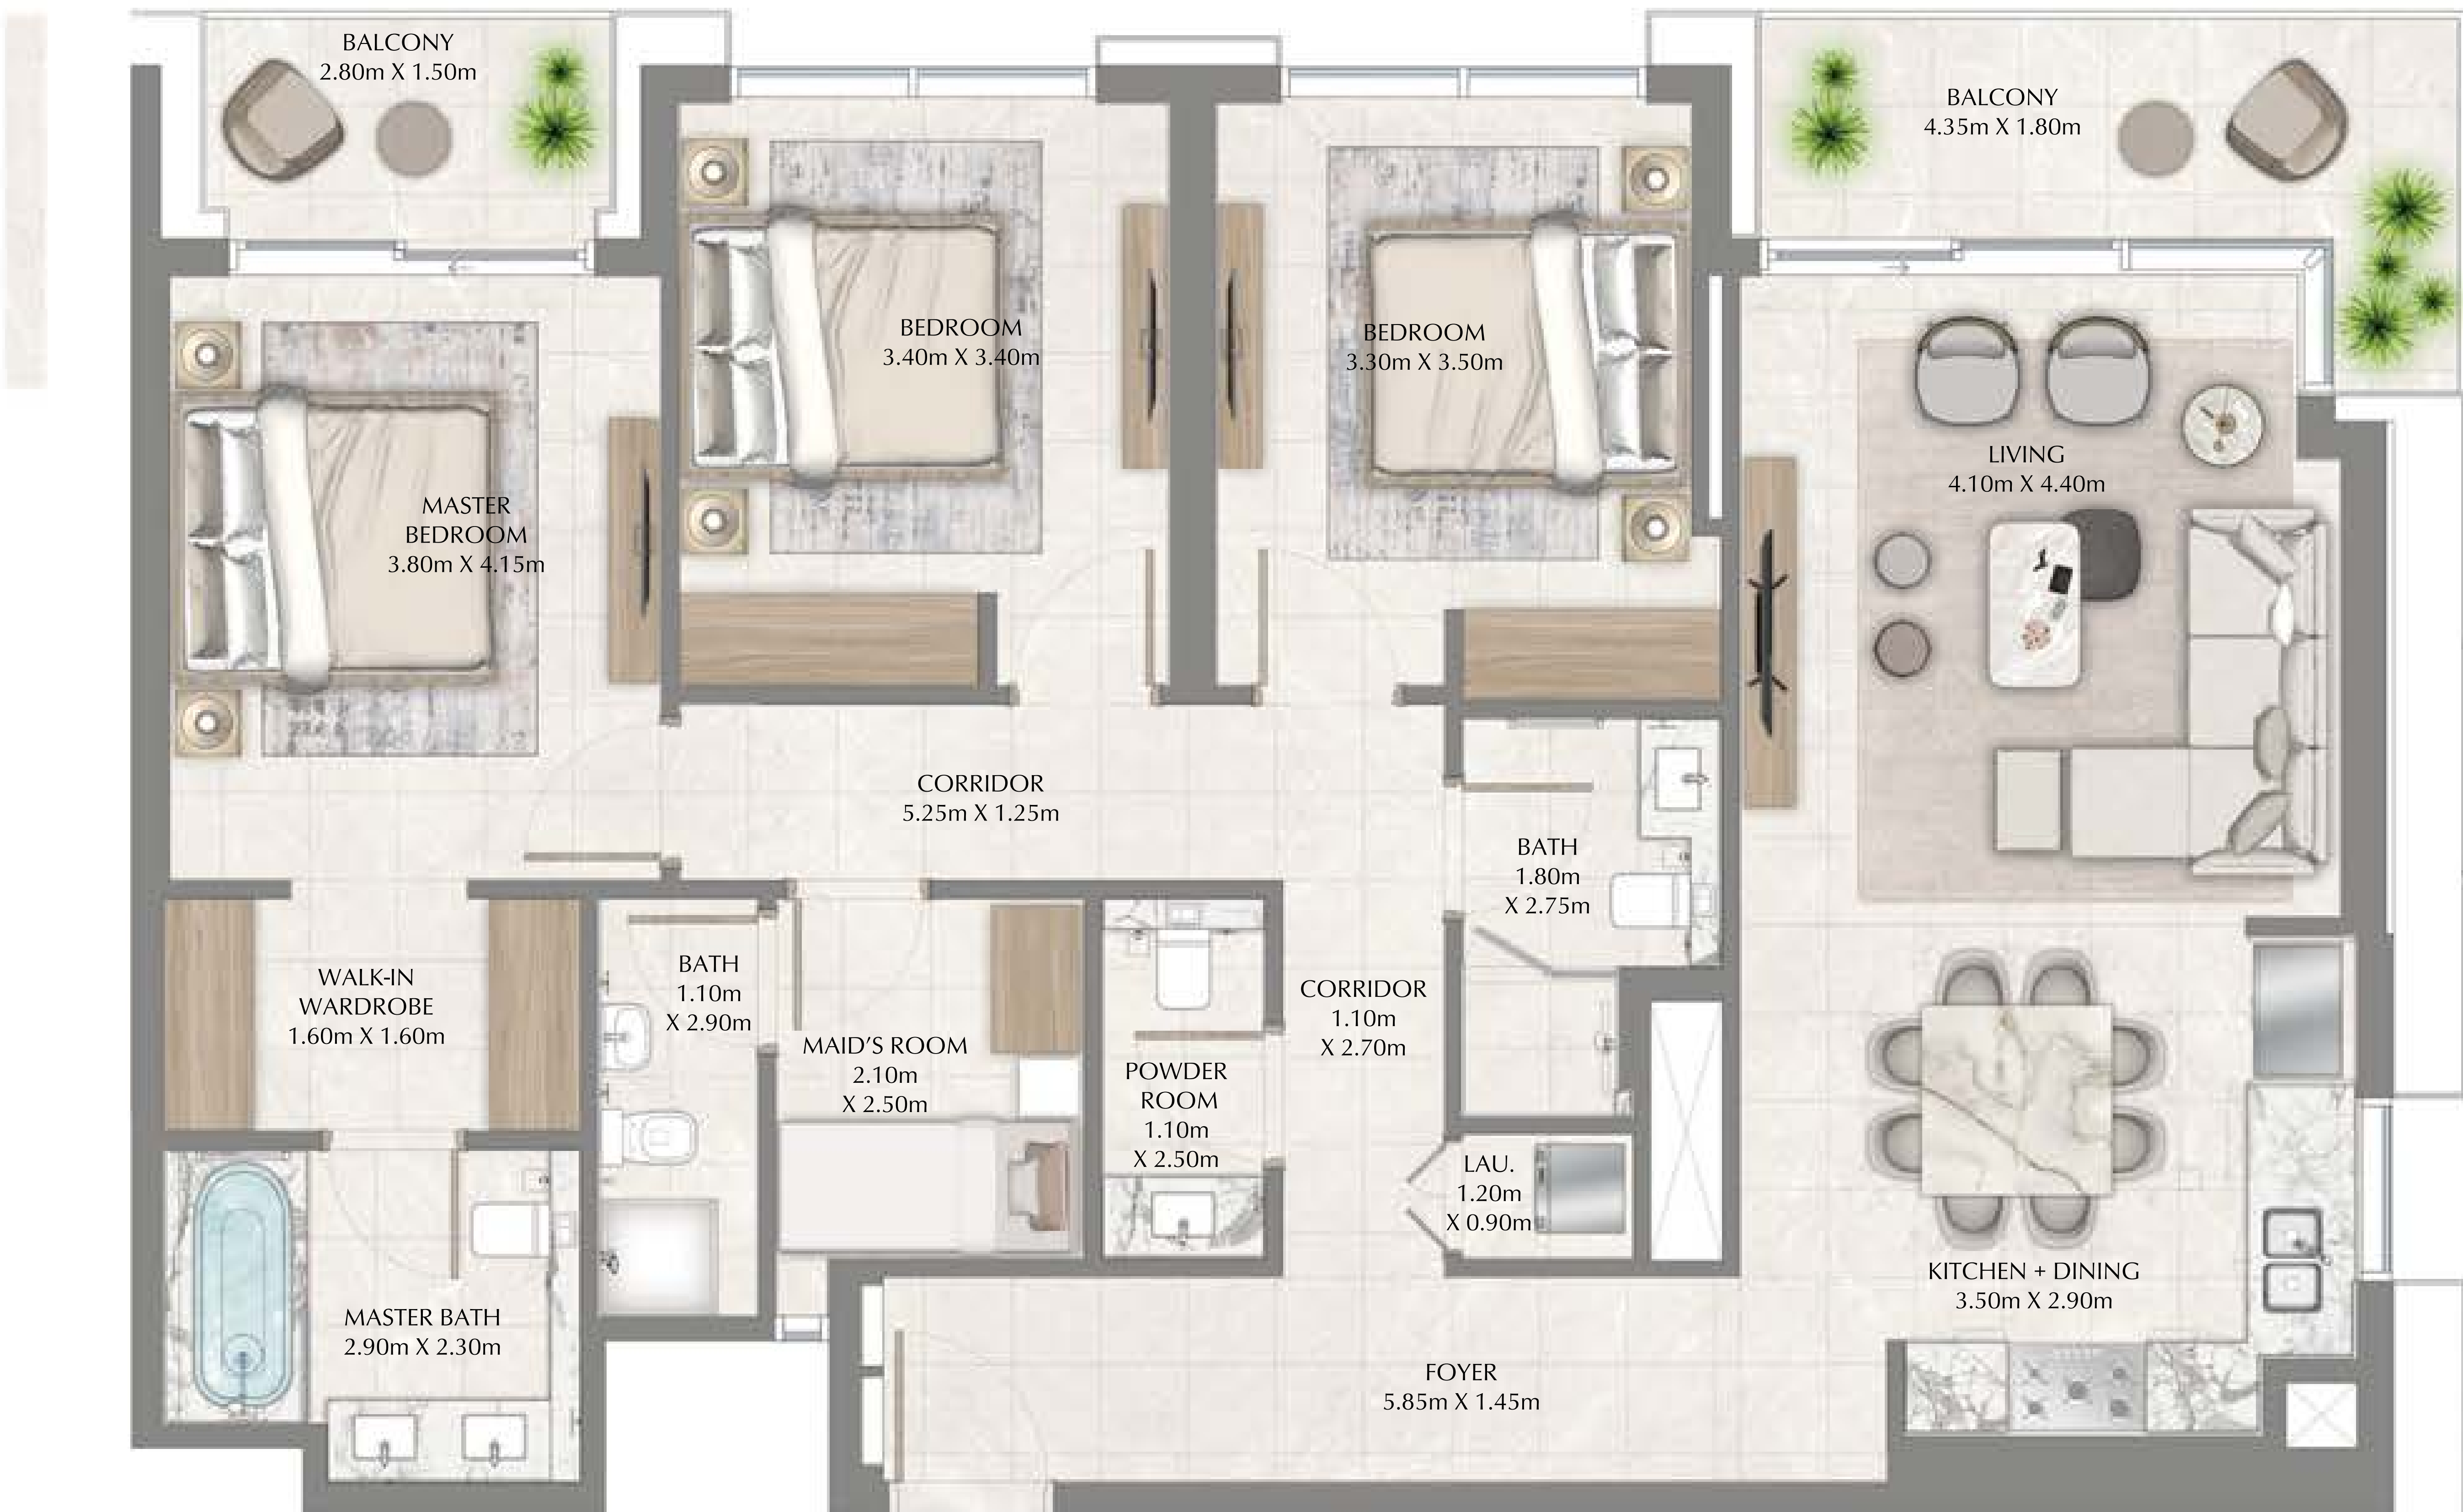 BALCONY
2.80m X 1.50m
BALCONY
4.35m X 1.80m
BEDROOM
3.40m X 3.40m
BEDROOM
3.30m X 3.50m
LIVING
4.10m X 4.40m
MASTER
BEDROOM
3.80m X 4.15m
CORRIDOR
5.25m X 1.25m
BATH
1.80m
X 2.75m
WALK-IN
WARDROBE
1.60m X 1.60m
BATH
1.10m
X 2.90m
MAID'S ROOM
2.10m
X 2.50m
POWDER
ROOM
1.10m
X 2.50m
CORRIDOR
1.10m
X 2.70m
LAU.
1.20m
X 0.90m
KITCHEN + DINING
3.50m X 2.90m
MASTER BATH
2.90m X 2.30m
FOYER
5.85m X 1.45m